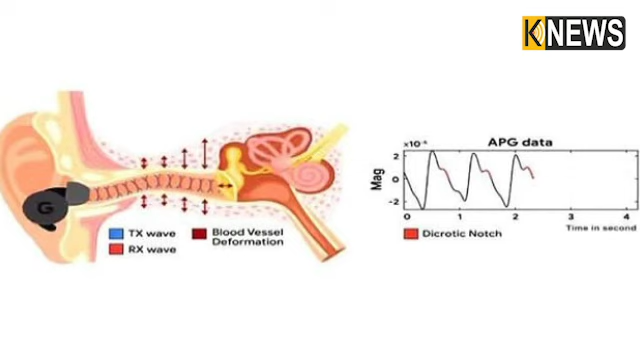 KNEWS
G
TX wave
RX wave
Blood Vessel
Deformation
APG data
x10⁻⁵
Mag
2
0
-2
0 1 2 3 4
Time in second
Dicrotic Notch